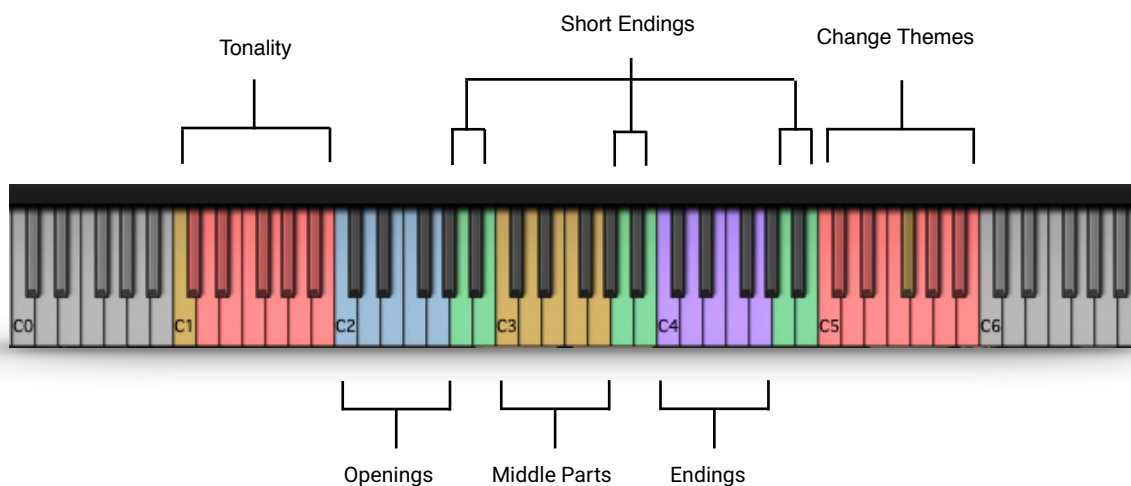 Short Endings
Change Themes
Tonality
C0
C1
C2
C3
C4
C5
C6
Openings
Middle Parts
Endings